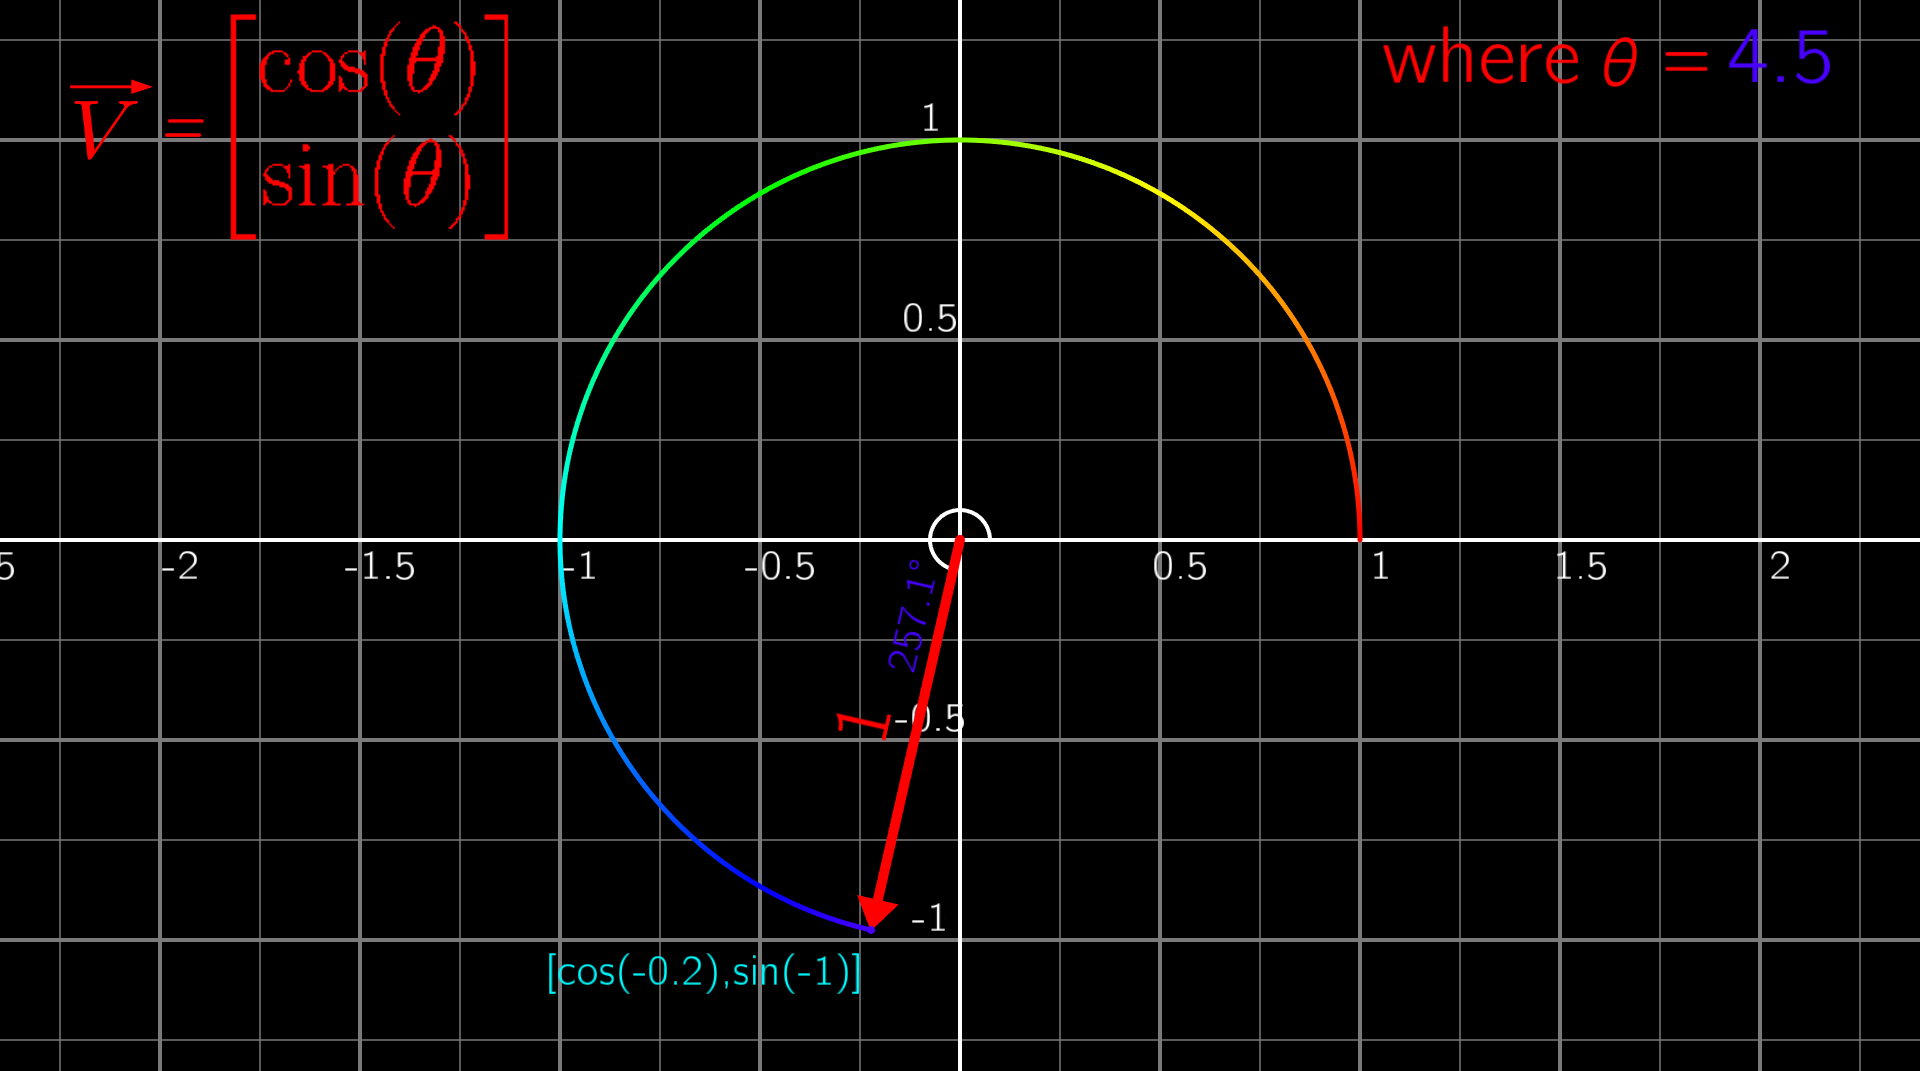 V = [cos(θ)
sin(θ)]
where θ = 4.5
1
0.5
5 -2 -1.5 -1 -0.5 0.5 1 1.5 2
257.1°
1
-0.5
-1
[cos(-0.2),sin(-1)]